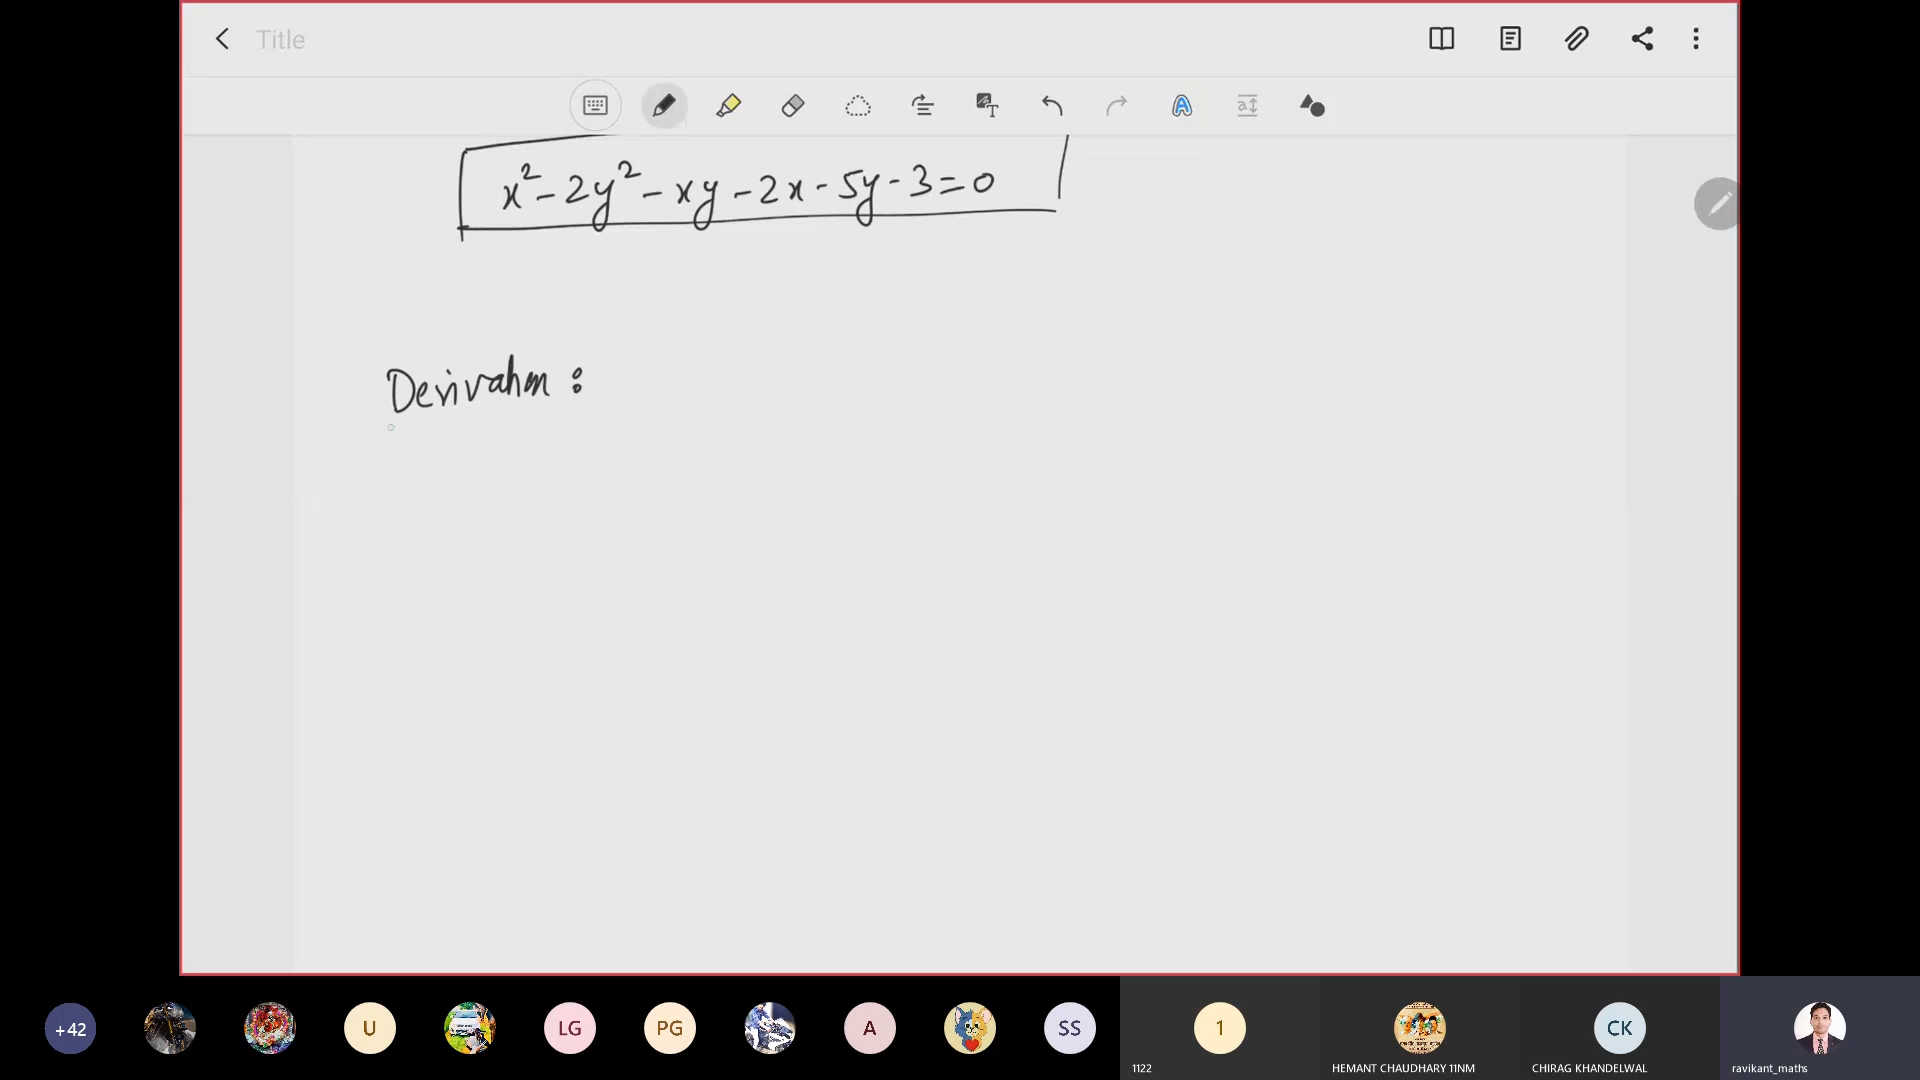 Title
x²-2y²-xy-2x-5y-3=0
Derivation :
+42
U
LG
PG
A
SS
1
CK
1122
HEMANT CHAUDHARY 11NM
CHIRAG KHANDELWAL
ravikant_maths